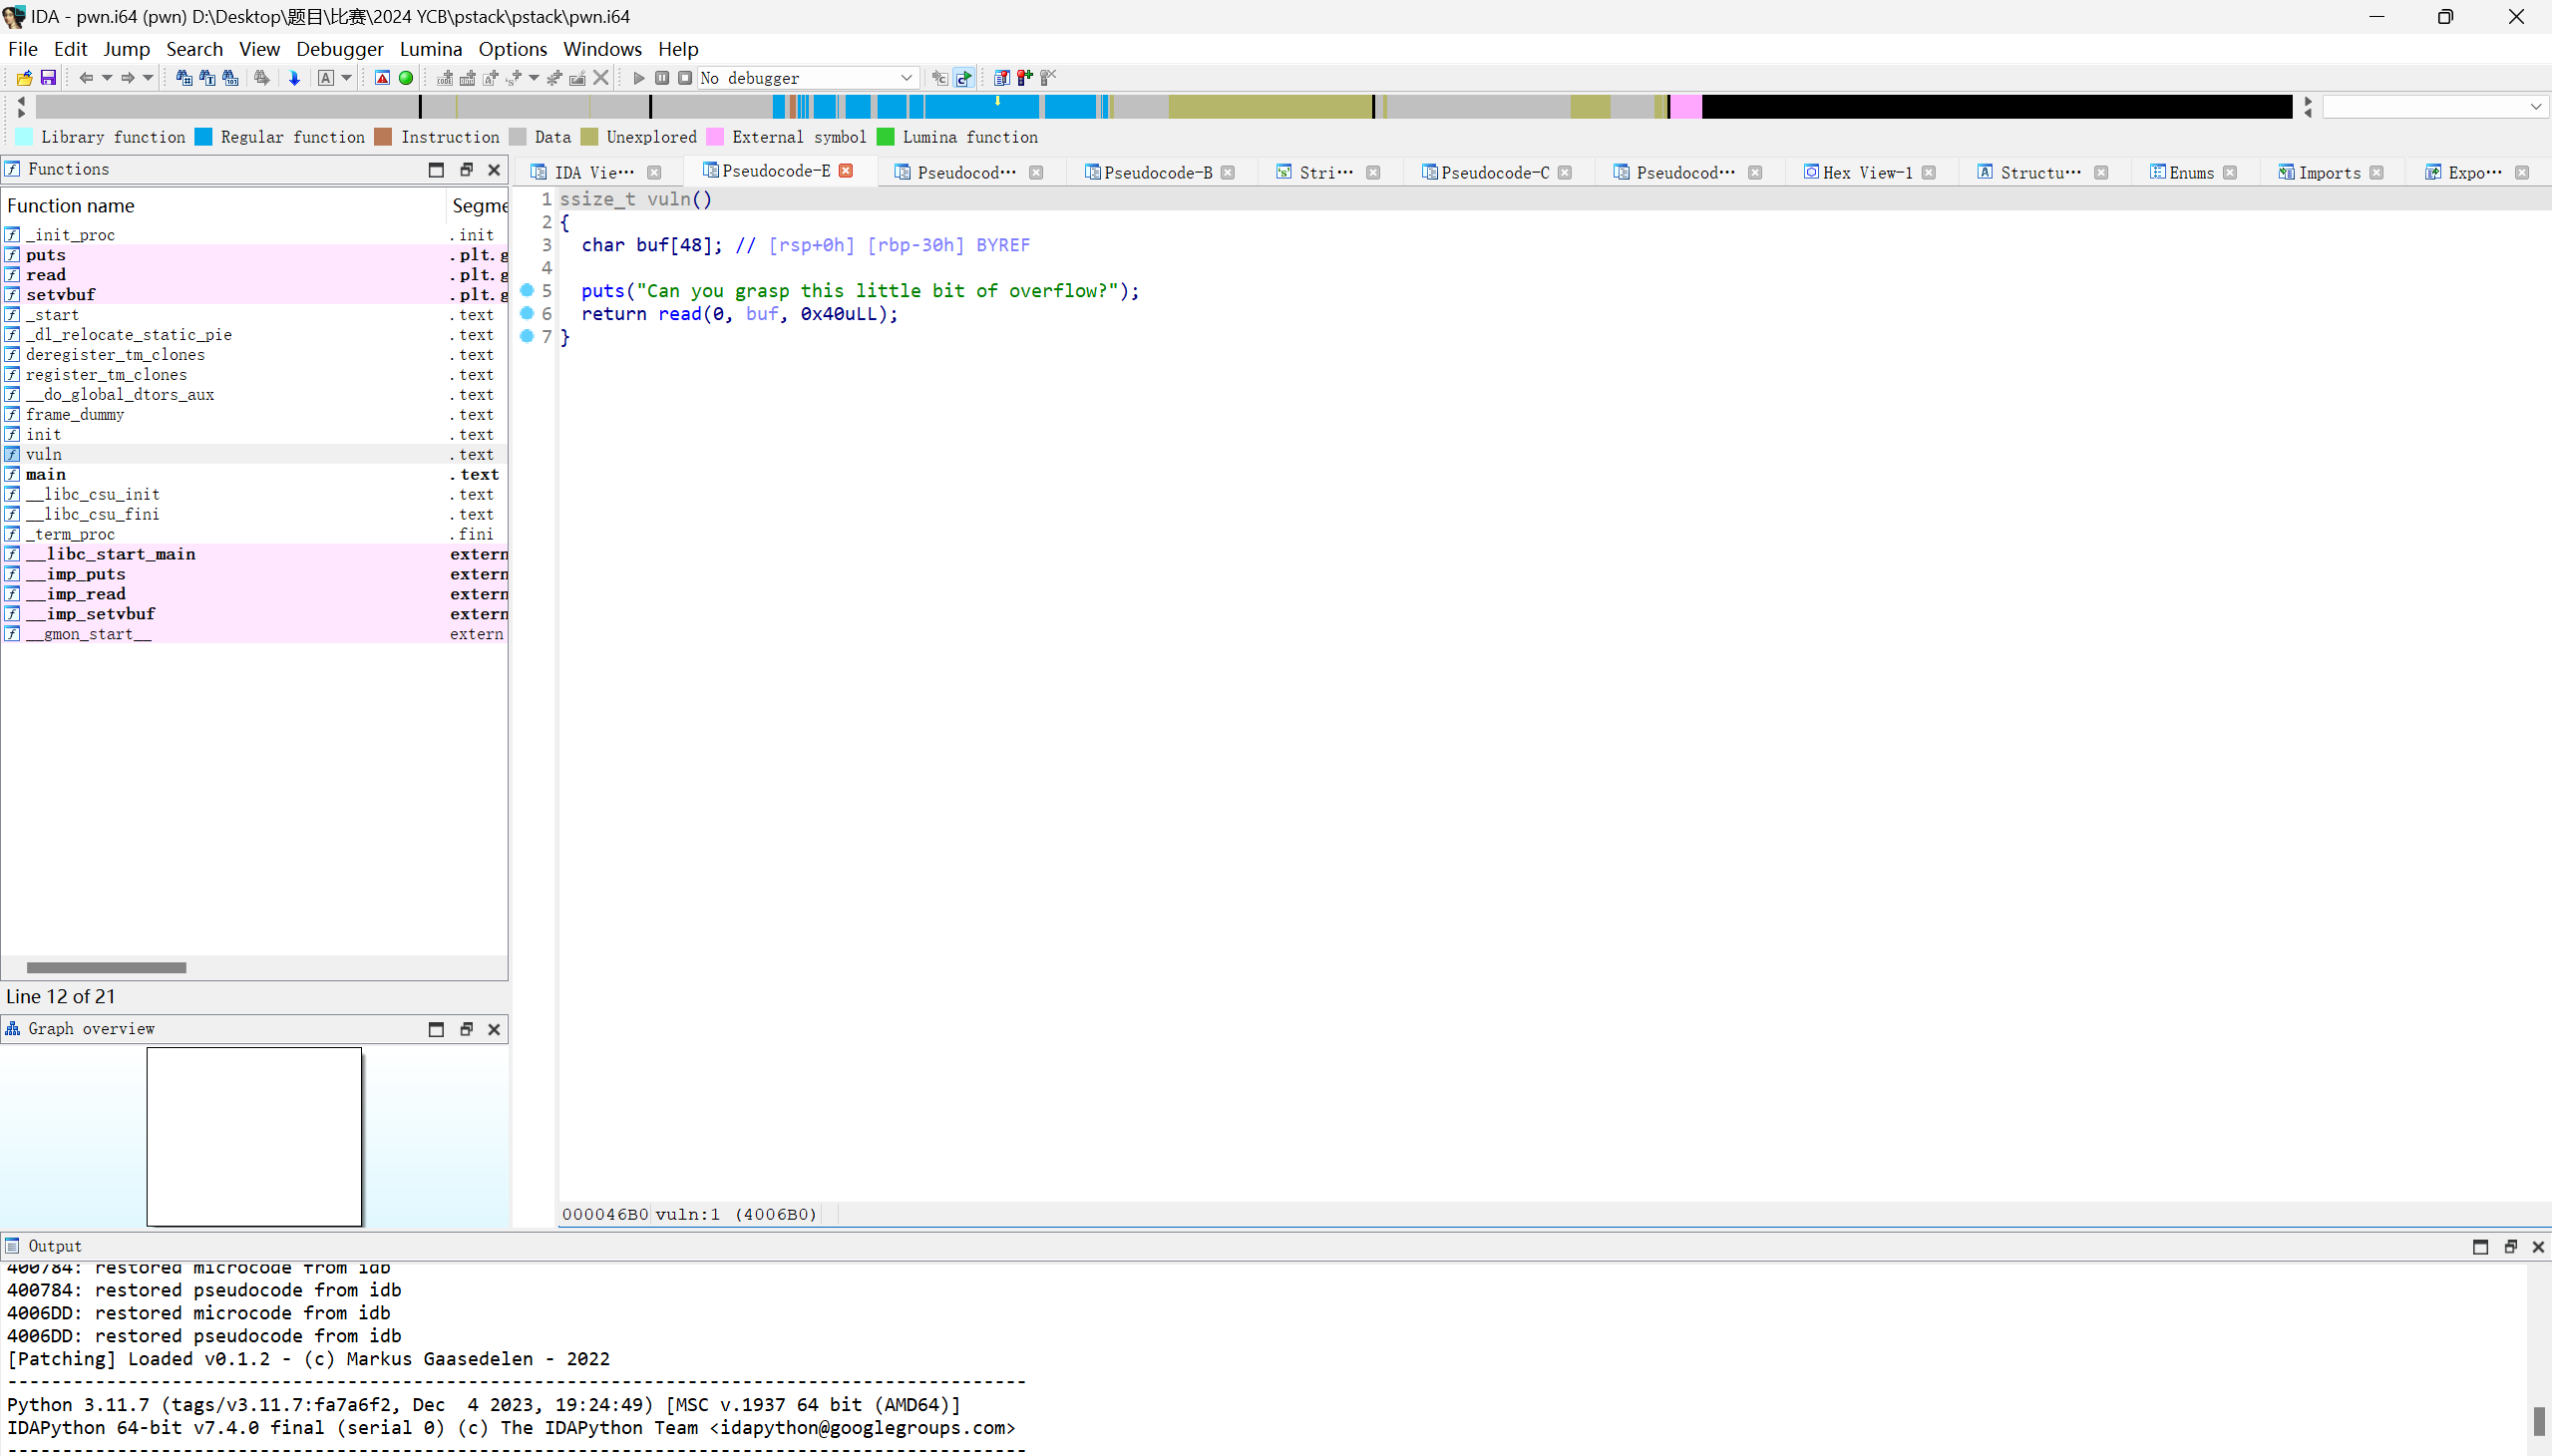 IDA - pwn.i64 (pwn) D:\Desktop\题目\比赛\2024 YCB\pstack\pstack\pwn.i64
File Edit Jump Search View Debugger Lumina Options Windows Help
No debugger
Library function Regular function Instruction Data Unexplored External symbol Lumina function
Functions
IDA Vie… Pseudocode-E Pseudocod… Pseudocode-B Stri… Pseudocode-C Pseudocod… Hex View-1 Structu… Enums Imports Expo…
Function name Segme
_init_proc .init
puts .plt.g
read .plt.g
setvbuf .plt.g
_start .text
_dl_relocate_static_pie .text
deregister_tm_clones .text
register_tm_clones .text
__do_global_dtors_aux .text
frame_dummy .text
init .text
vuln .text
main .text
__libc_csu_init .text
__libc_csu_fini .text
_term_proc .fini
__libc_start_main extern
__imp_puts extern
__imp_read extern
__imp_setvbuf extern
__gmon_start__ extern
Line 12 of 21
Graph overview
1 ssize_t vuln()
2 {
3 char buf[48]; // [rsp+0h] [rbp-30h] BYREF
4
5 puts("Can you grasp this little bit of overflow?");
6 return read(0, buf, 0x40uLL);
7 }
000046B0 vuln:1 (4006B0)
Output
400784: restored microcode from idb
400784: restored pseudocode from idb
4006DD: restored microcode from idb
4006DD: restored pseudocode from idb
[Patching] Loaded v0.1.2 - (c) Markus Gaasedelen - 2022
---------------------------------------------------------------------------------------------
Python 3.11.7 (tags/v3.11.7:fa7a6f2, Dec  4 2023, 19:24:49) [MSC v.1937 64 bit (AMD64)]
IDAPython 64-bit v7.4.0 final (serial 0) (c) The IDAPython Team <idapython@googlegroups.com>
---------------------------------------------------------------------------------------------